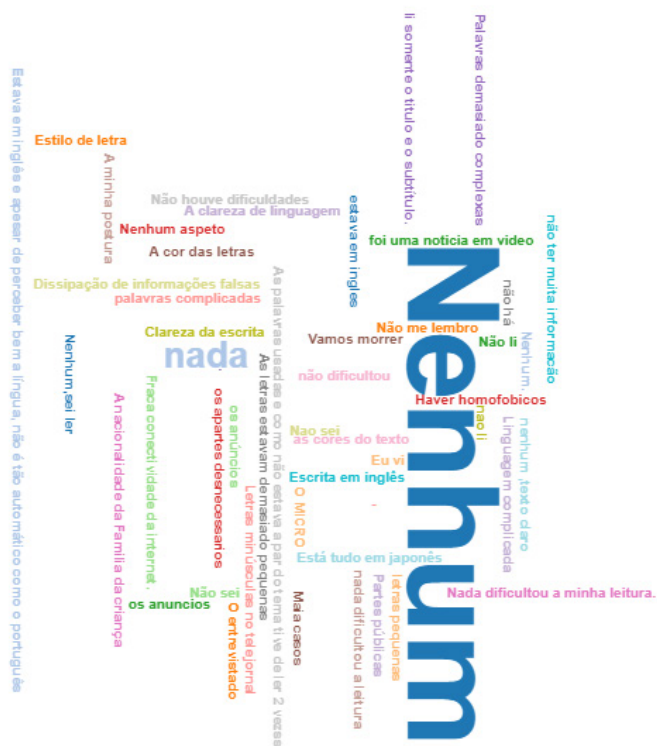 Palavras demasiado complexas
li somente o título e o subtítulo.
Estava em inglês e apesar de perceber bem a língua, não é tão automático como o português
Estilo de letra
A minha postura
Não houve dificuldades
A clareza de linguagem
Nenhum aspeto
A cor das letras
estava em ingles
foi uma noticia em video
não ter muita informacão
Nenhum
não há
Dissipação de informações falsas
palavras complicadas
As palavras usadas e como não estava a par do tema tive de ler 2 vezes
Clareza da escrita
Vamos morrer
Não me lembro
Não li
Nenhum.
nada
.
As letras estavam demasiado pequenas
não dificultou
Haver homofobicos
Nenhum,sei ler
A nacionalidade da Família da criança
Fraca conectividade da internet.
os apartes desnecessarios
os anúncios
Nao sei
as cores do texto
nao li
Linguagem complicada
nenhum ,texto claro
Eu vi
Escrita em inglês
O MICRO
-
Letras minúsculas no telejornal
Está tudo em japonês
Não sei
os anuncios
O entrevistado
Maia casos
nada dificultou a leitura
Partes públicas
letras pequenas
Nada dificultou a minha leitura.